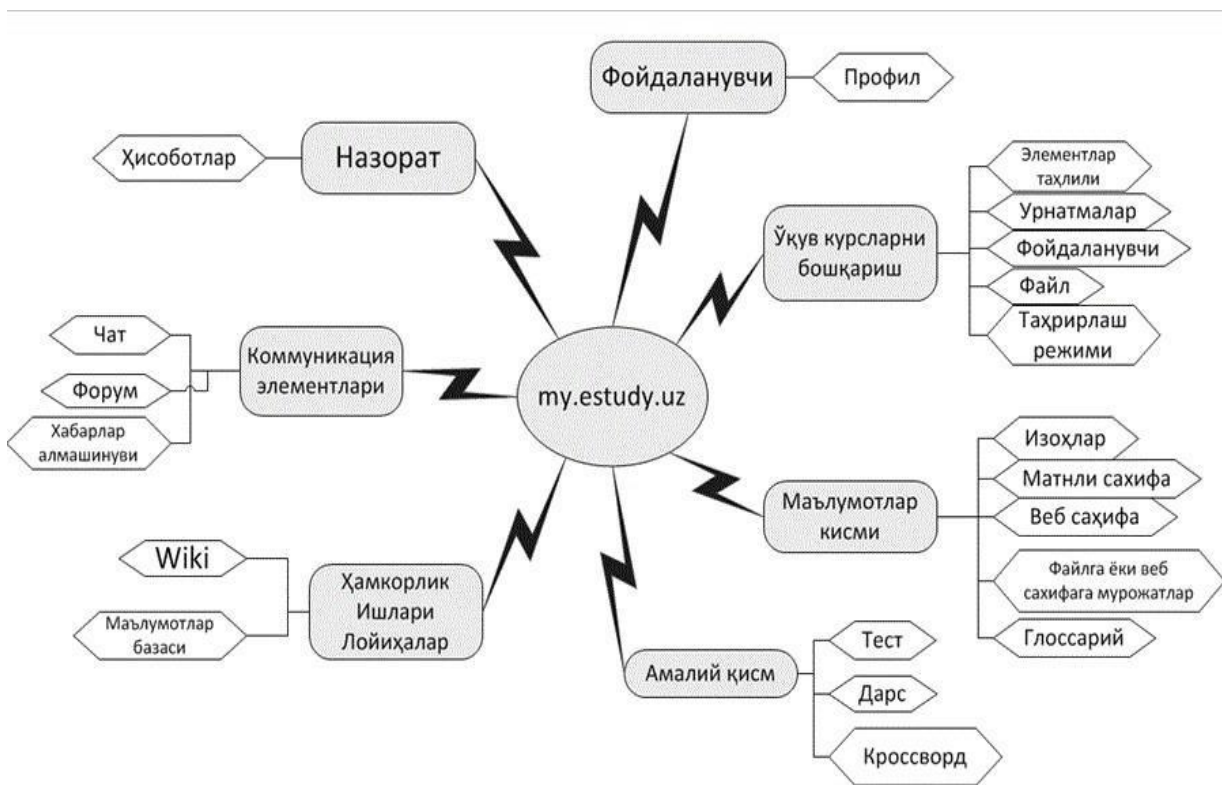 Фойдаланувчи
Профил
Назорат
Ҳисоботлар
Ўқув курсларни
бошқариш
Элементлар
таҳлили
Урнатмалар
Фойдаланувчи
Файл
Таҳрирлаш
режими
Коммуникация
элементлари
Чат
Форум
Хабарлар
алмашинуви
my.estudy.uz
Маълумотлар
кисми
Изоҳлар
Матнли сахифа
Веб саҳифа
Файлга ёки веб
сахифага мурожатлар
Глоссарий
Ҳамкорлик
Ишлари
Лойиҳалар
Wiki
Маълумотлар
базаси
Амалий қисм
Тест
Дарс
Кроссворд